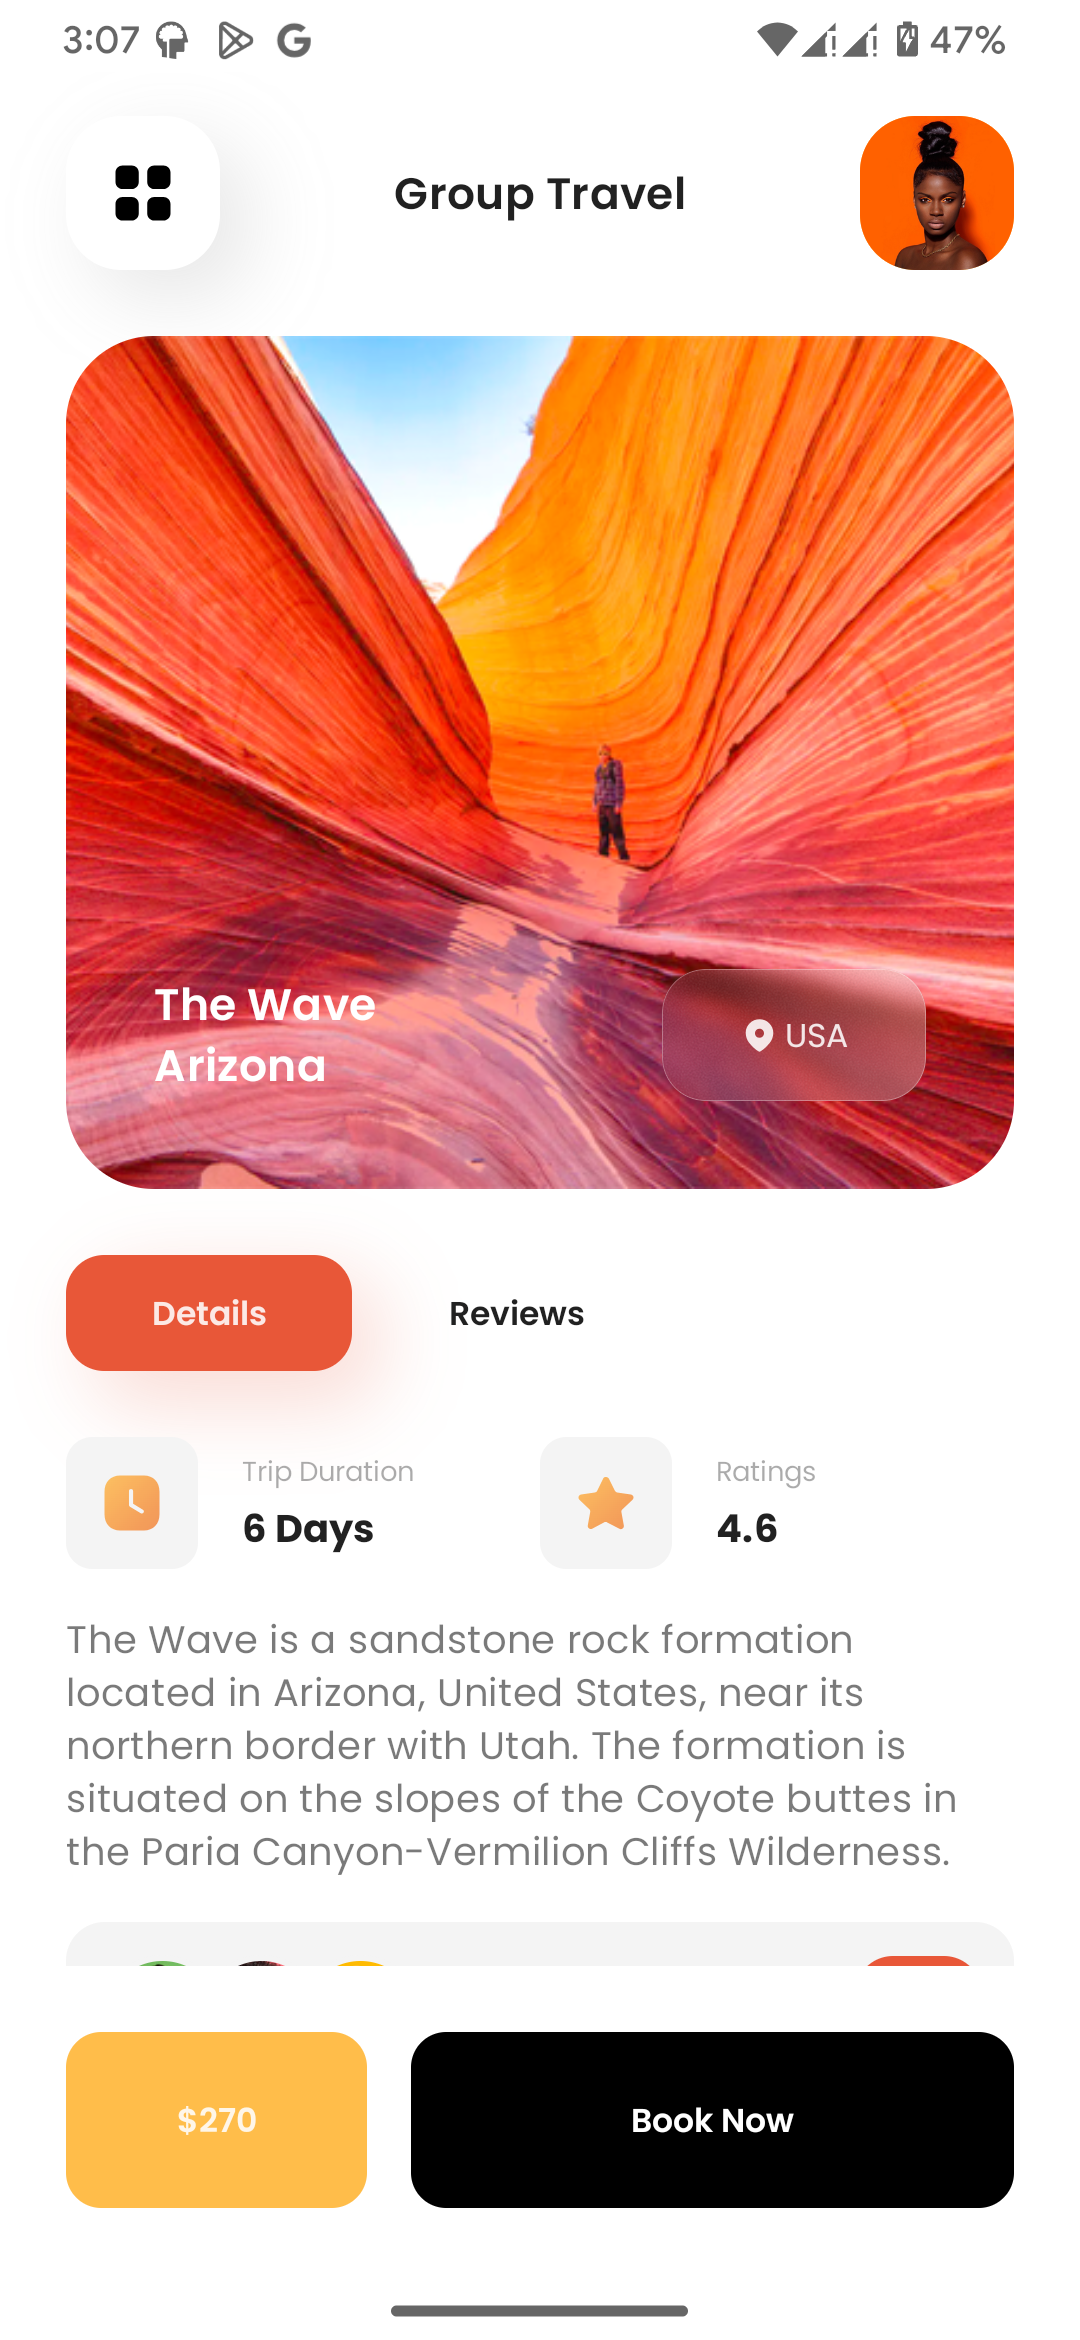 3:07
47%
Group Travel
The Wave
Arizona
USA
Details
Reviews
Trip Duration
6 Days
Ratings
4.6
The Wave is a sandstone rock formation
located in Arizona, United States, near its
northern border with Utah. The formation is
situated on the slopes of the Coyote buttes in
the Paria Canyon-Vermilion Cliffs Wilderness.
$270
Book Now